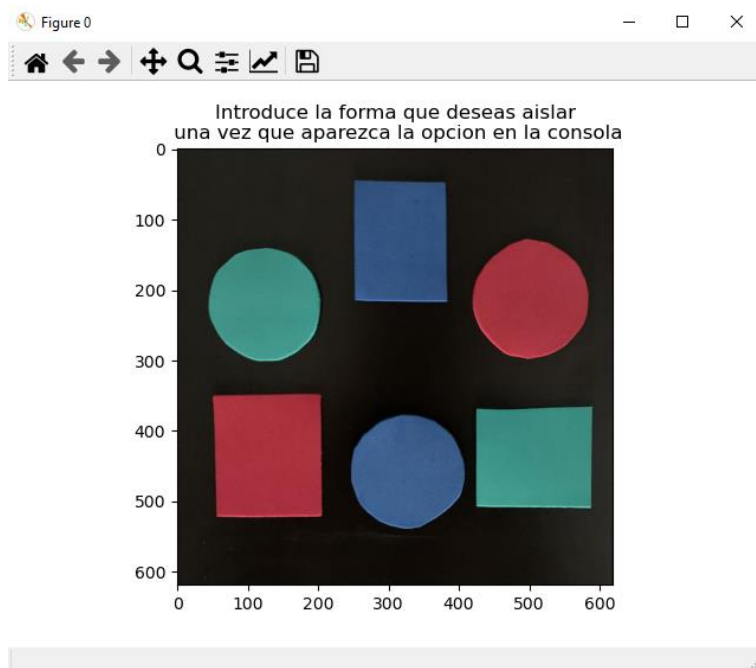 Figure 0
Introduce la forma que deseas aislar
una vez que aparezca la opcion en la consola
0
100
200
300
400
500
600
0 100 200 300 400 500 600